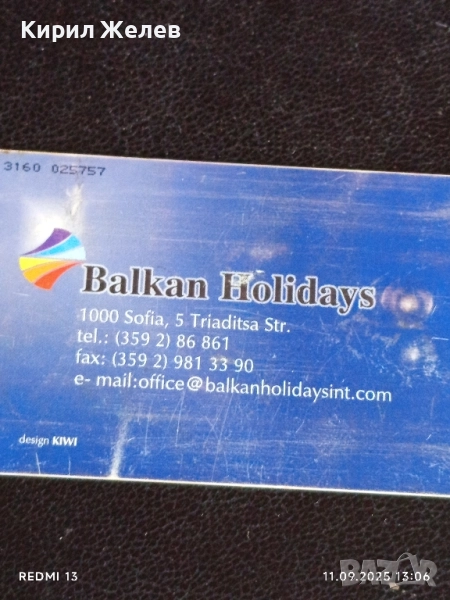 Кирил Желев
3160 025757
Balkan Holidays
1000 Sofia, 5 Triaditsa Str.
tel.: (359 2) 86 861
fax: (359 2) 981 33 90
e- mail:office@balkanholidaysint.com
design KIWI
BAZAR
REDMI 13
11.09.2025 13:06